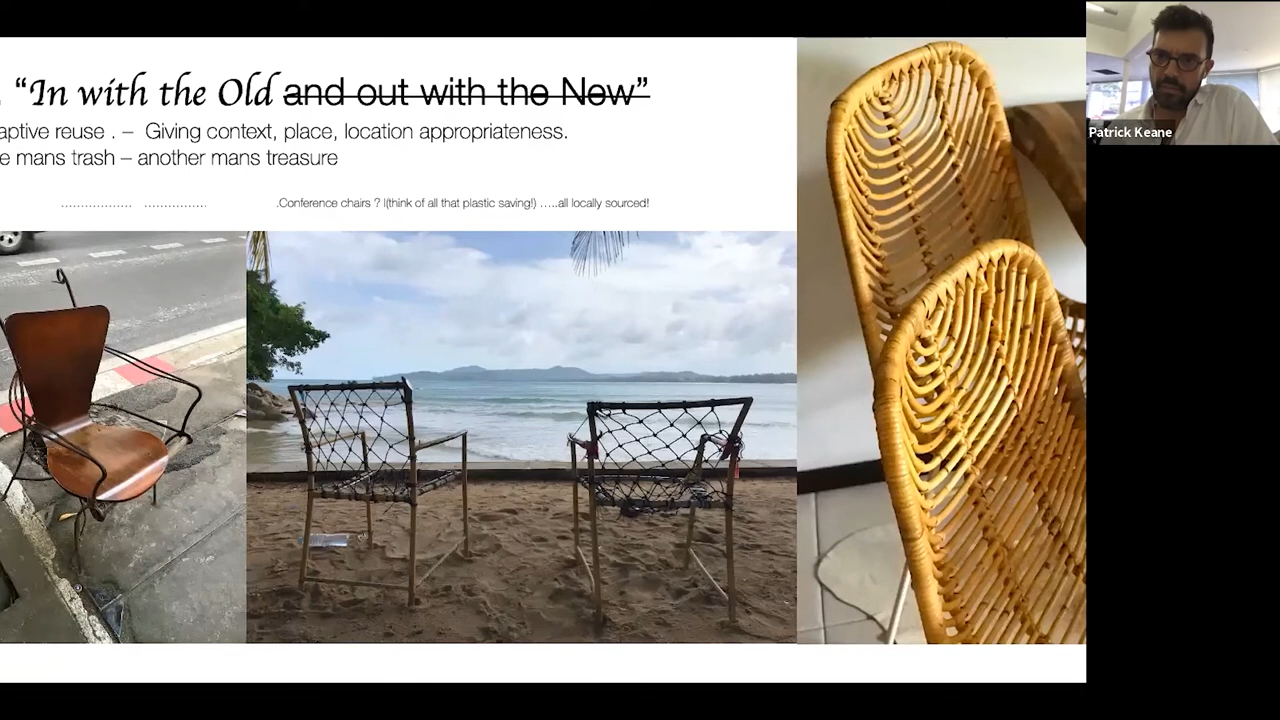 . “In with the Old and out with the New”
aptive reuse . – Giving context, place, location appropriateness.
e mans trash – another mans treasure
................. ............... .Conference chairs ? !(think of all that plastic saving!) .....all locally sourced!
Patrick Keane